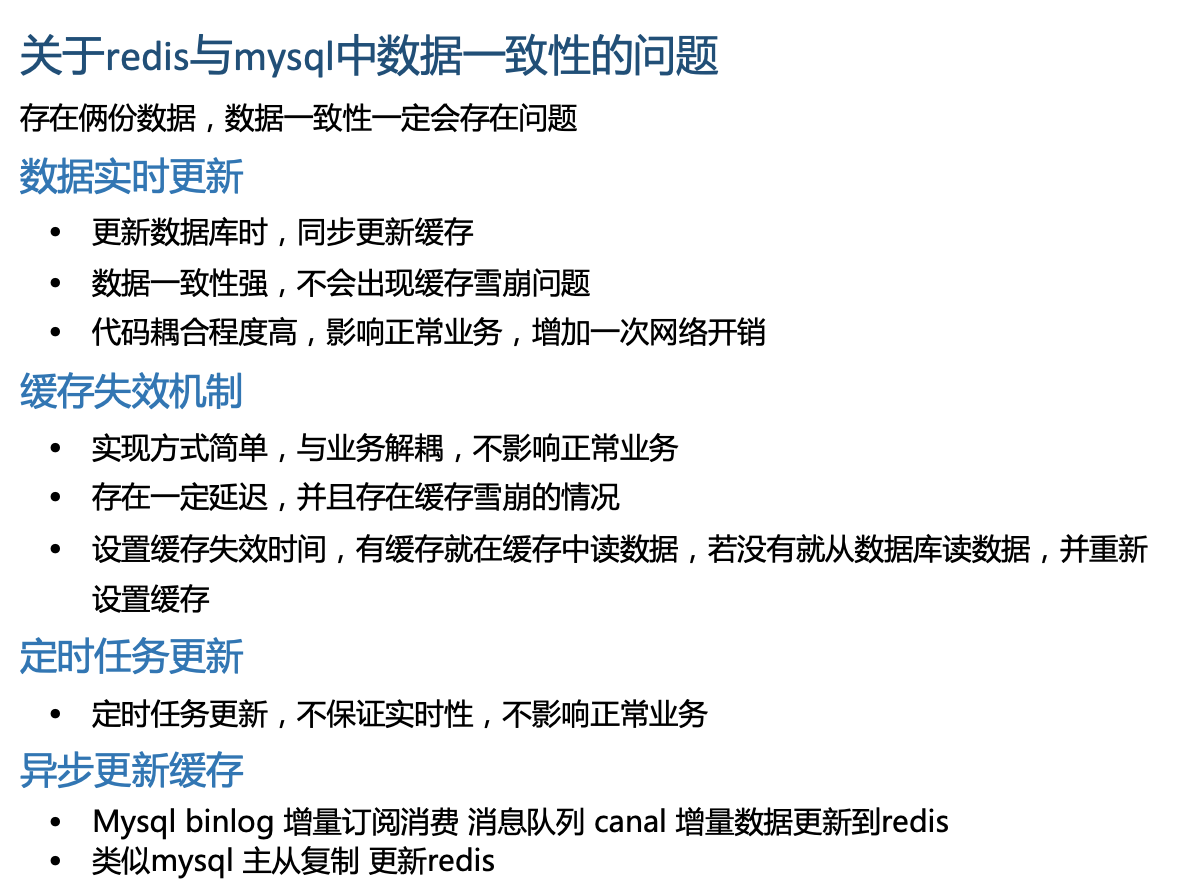 关于redis与mysql中数据一致性的问题
存在俩份数据，数据一致性一定会存在问题
数据实时更新
• 更新数据库时，同步更新缓存
• 数据一致性强，不会出现缓存雪崩问题
• 代码耦合程度高，影响正常业务，增加一次网络开销
缓存失效机制
• 实现方式简单，与业务解耦，不影响正常业务
• 存在一定延迟，并且存在缓存雪崩的情况
• 设置缓存失效时间，有缓存就在缓存中读数据，若没有就从数据库读数据，并重新
设置缓存
定时任务更新
• 定时任务更新，不保证实时性，不影响正常业务
异步更新缓存
• Mysql binlog 增量订阅消费 消息队列 canal 增量数据更新到redis
• 类似mysql 主从复制 更新redis